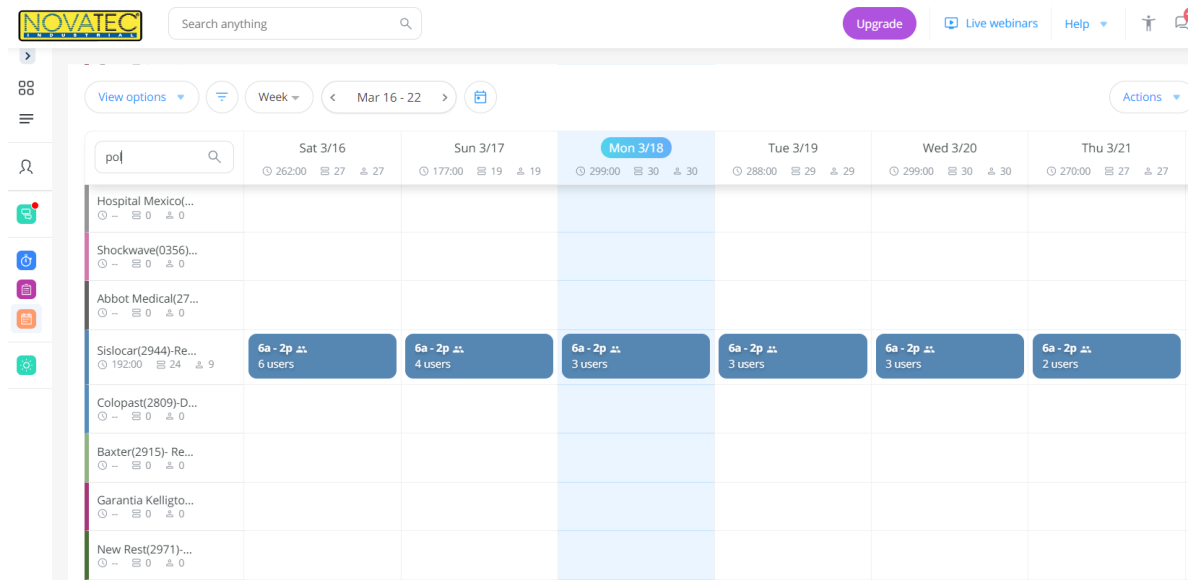 NOVATEC
INDUSTRIAL
Search anything
Upgrade
Live webinars
Help
View options
Week
Mar 16 - 22
Actions
pol
Sat 3/16
262:00 27 27
Sun 3/17
177:00 19 19
Mon 3/18
299:00 30 30
Tue 3/19
288:00 29 29
Wed 3/20
299:00 30 30
Thu 3/21
270:00 27 27
Hospital Mexico(...
-- 0 0
Shockwave(0356)...
-- 0 0
Abbot Medical(27...
-- 0 0
Sislocar(2944)-Re...
192:00 24 9
6a - 2p
6 users
6a - 2p
4 users
6a - 2p
3 users
6a - 2p
3 users
6a - 2p
3 users
6a - 2p
2 users
Colopast(2809)-D...
-- 0 0
Baxter(2915)- Re...
-- 0 0
Garantia Kelligto...
-- 0 0
New Rest(2971)-...
-- 0 0